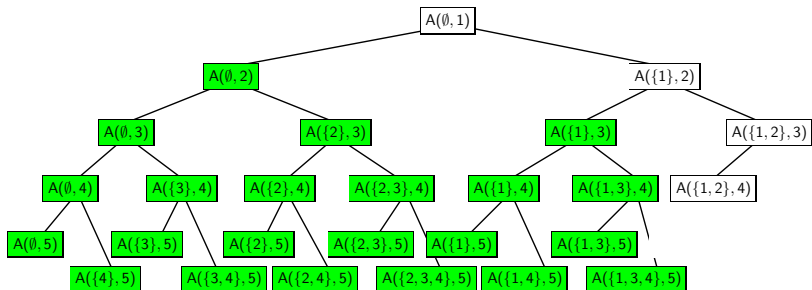 A(∅, 1)
A(∅, 2) A({1}, 2)
A(∅, 3) A({2}, 3) A({1}, 3) A({1, 2}, 3)
A(∅, 4) A({3}, 4) A({2}, 4) A({2, 3}, 4) A({1}, 4) A({1, 3}, 4) A({1, 2}, 4)
A(∅, 5) A({3}, 5) A({2}, 5) A({2, 3}, 5) A({1}, 5) A({1, 3}, 5)
A({4}, 5) A({3, 4}, 5) A({2, 4}, 5) A({2, 3, 4}, 5) A({1, 4}, 5) A({1, 3, 4}, 5)